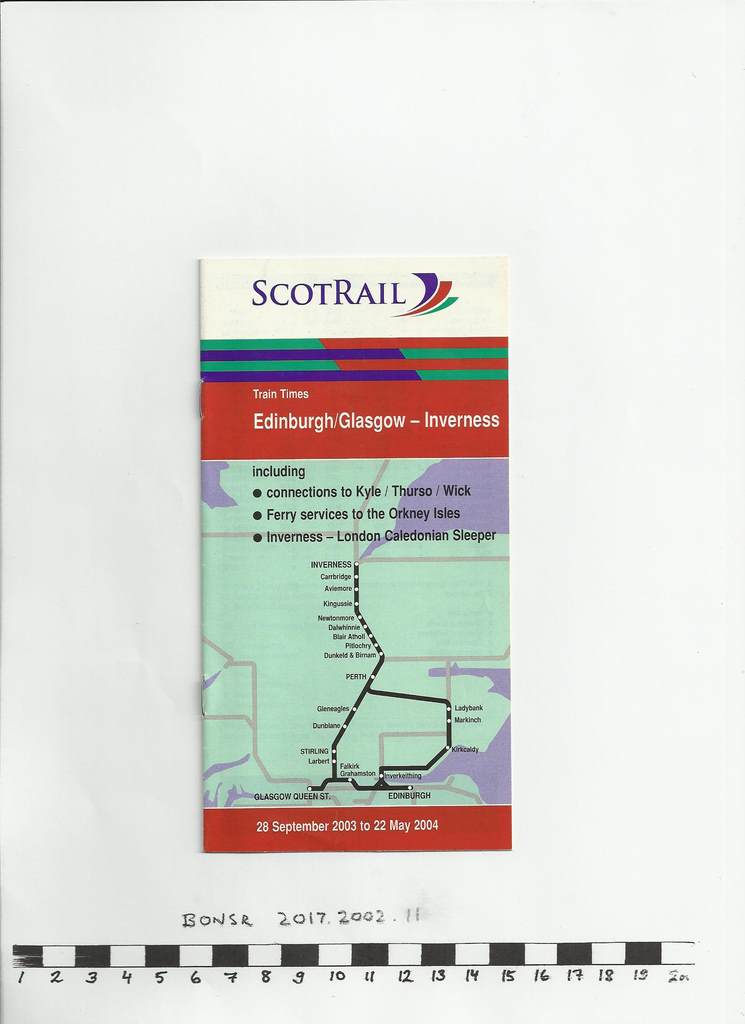 SCOTRAIL
Train Times
Edinburgh/Glasgow – Inverness
including
● connections to Kyle / Thurso / Wick
● Ferry services to the Orkney Isles
● Inverness – London Caledonian Sleeper
INVERNESS
Carrbridge
Aviemore
Kingussie
Newtonmore
Dalwhinnie
Blair Atholl
Pitlochry
Dunkeld & Birnam
PERTH
Gleneagles
Ladybank
Dunblane
Markinch
STIRLING
Kirkcaldy
Larbert
Falkirk
Grahamston
Inverkeithing
GLASGOW QUEEN ST.
EDINBURGH
28 September 2003 to 22 May 2004
BONSR 2017.2002.11
1 2 3 4 5 6 7 8 9 10 11 12 13 14 15 16 17 18 19